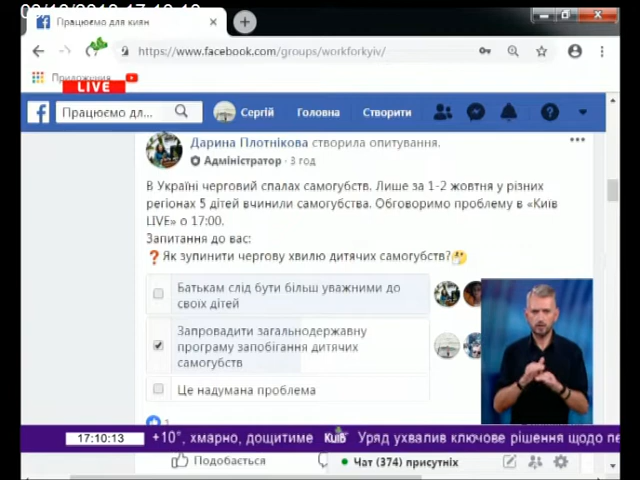 Працюємо для киян
https://www.facebook.com/groups/workforkyiv/
Приложения
LIVE
Працюємо дл...
Сергій
Головна
Створити
Дарина Плотнікова створила опитування.
Адміністратор · 3 год
В Україні черговий спалах самогубств. Лише за 1-2 жовтня у різних
регіонах 5 дітей вчинили самогубства. Обговоримо проблему в «Київ
LIVE» о 17:00.
Запитання до вас:
Як зупинити чергову хвилю дитячих самогубств?
Батькам слід бути більш уважними до
своїх дітей
Запровадити загальнодержавну
програму запобігання дитячих
самогубств
Це надумана проблема
17:10:13
+10°, хмарно, дощитиме Київ Уряд ухвалив ключове рішення щодо пе
Подобається
Чат (374) присутніх